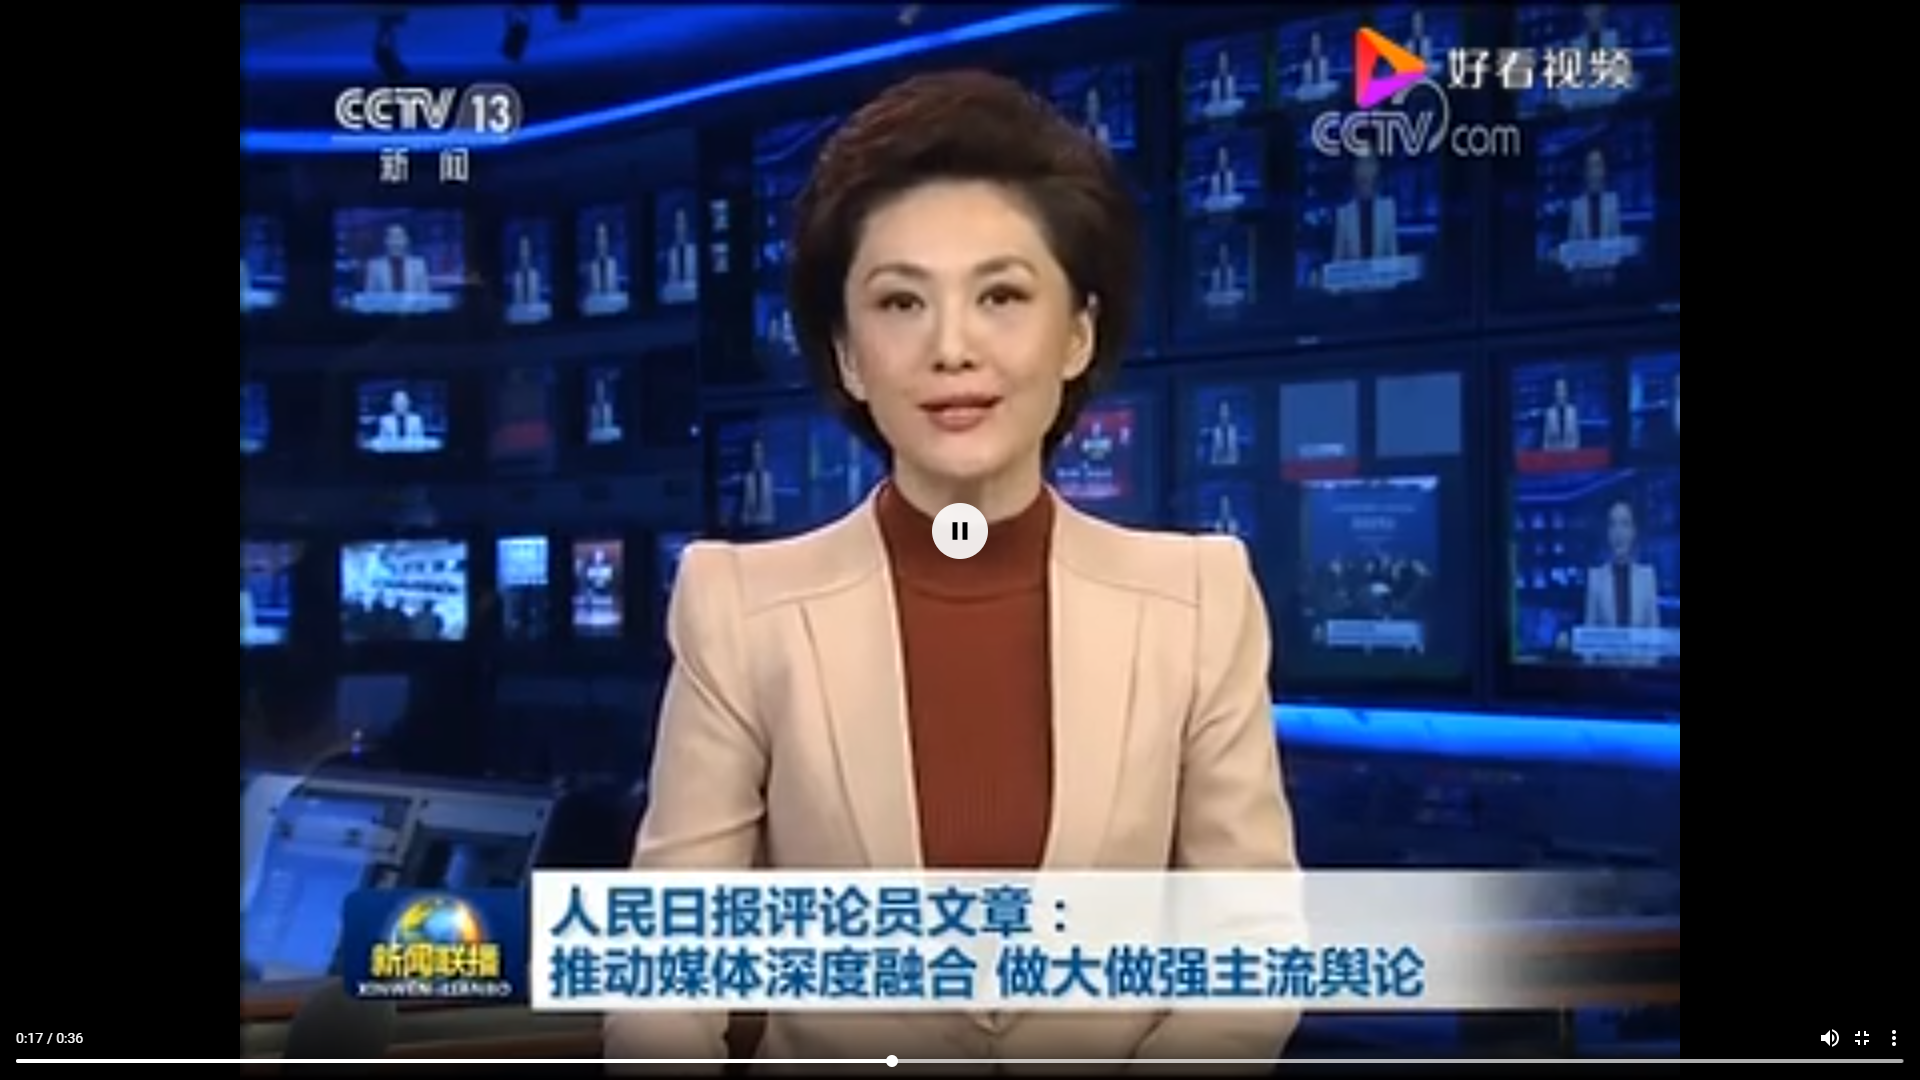 CCTV 13
新闻
好看视频
CCTV com
人民日报评论员文章：
推动媒体深度融合 做大做强主流舆论
新闻联播
XINWEN LIANBO
0:17 / 0:36